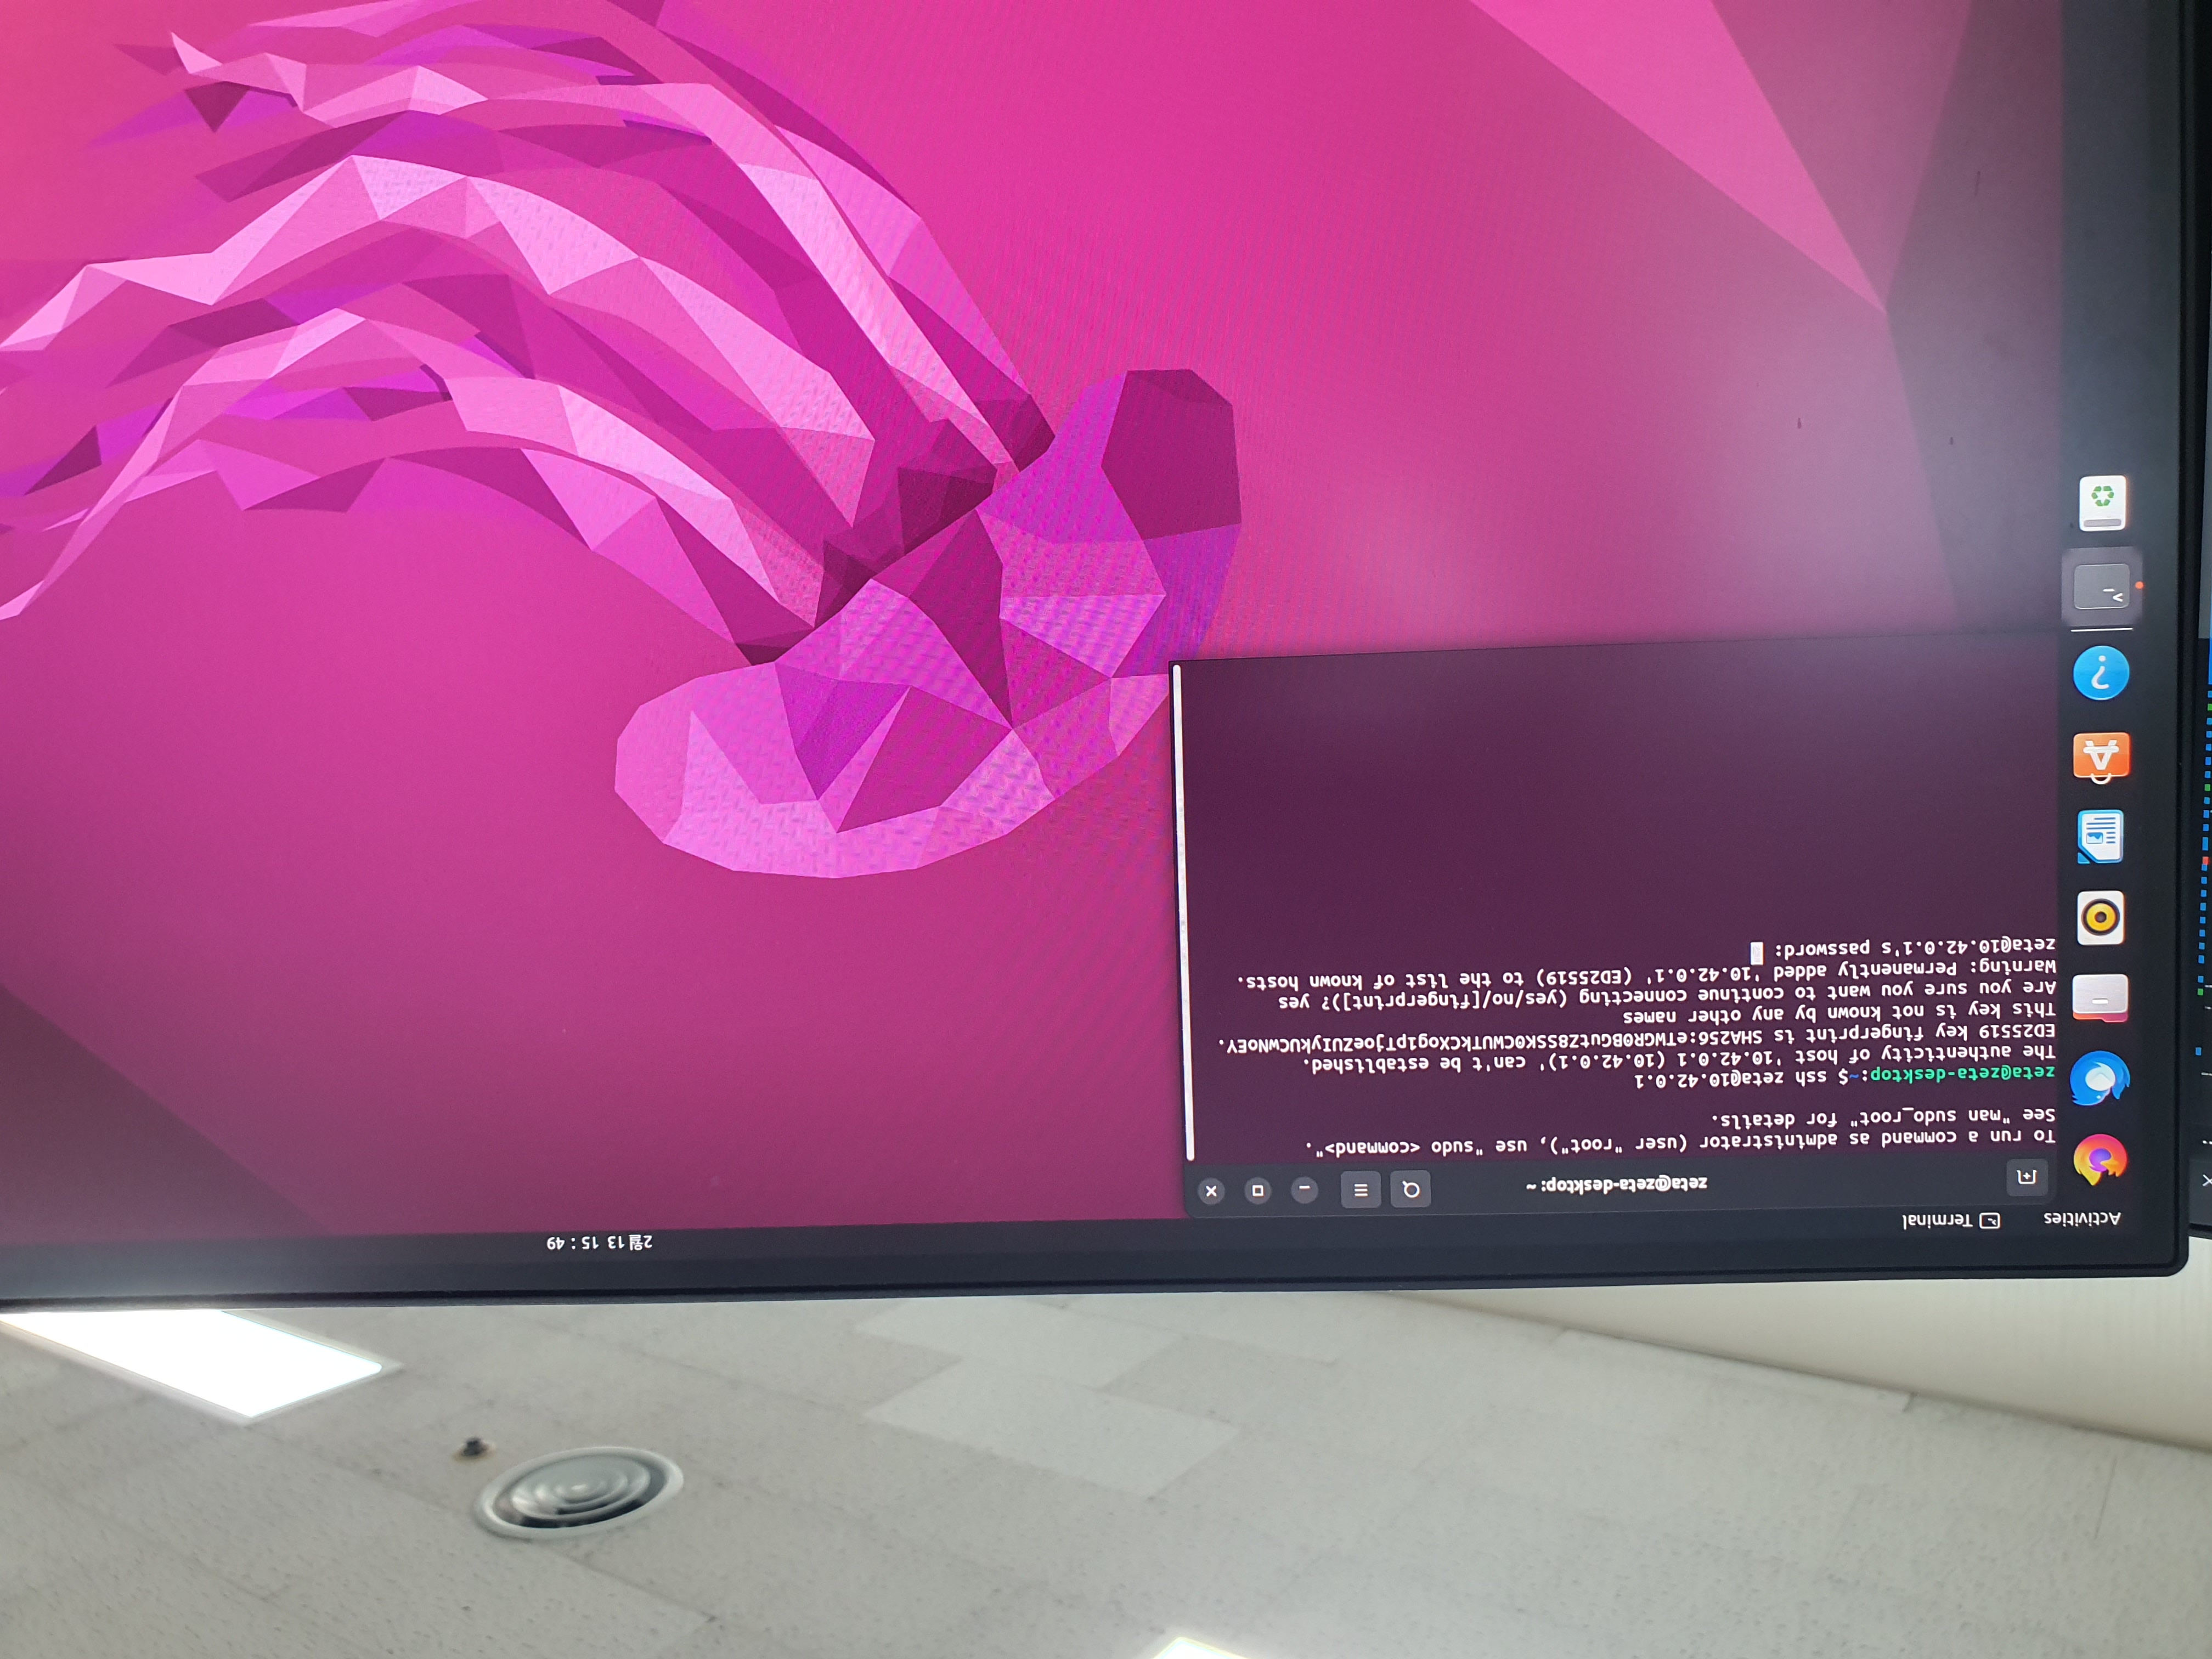 Activities
Terminal
2월 13 15 : 49
zeta@zeta-desktop: ~
To run a command as administrator (user "root"), use "sudo <command>".
See "man sudo_root" for details.
zeta@zeta-desktop:~$ ssh zeta@10.42.0.1
The authenticity of host '10.42.0.1 (10.42.0.1)' can't be established.
ED25519 key fingerprint is SHA256:eTWGR0BGutZ8SSK0CWUTkCXog1pTjoeZUIykUCwNoEY.
This key is not known by any other names
Are you sure you want to continue connecting (yes/no/[fingerprint])? yes
Warning: Permanently added '10.42.0.1' (ED25519) to the list of known hosts.
zeta@10.42.0.1's password: